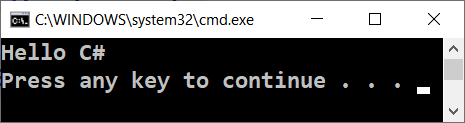 C:\WINDOWS\system32\cmd.exe
Hello C#
Press any key to continue . . .